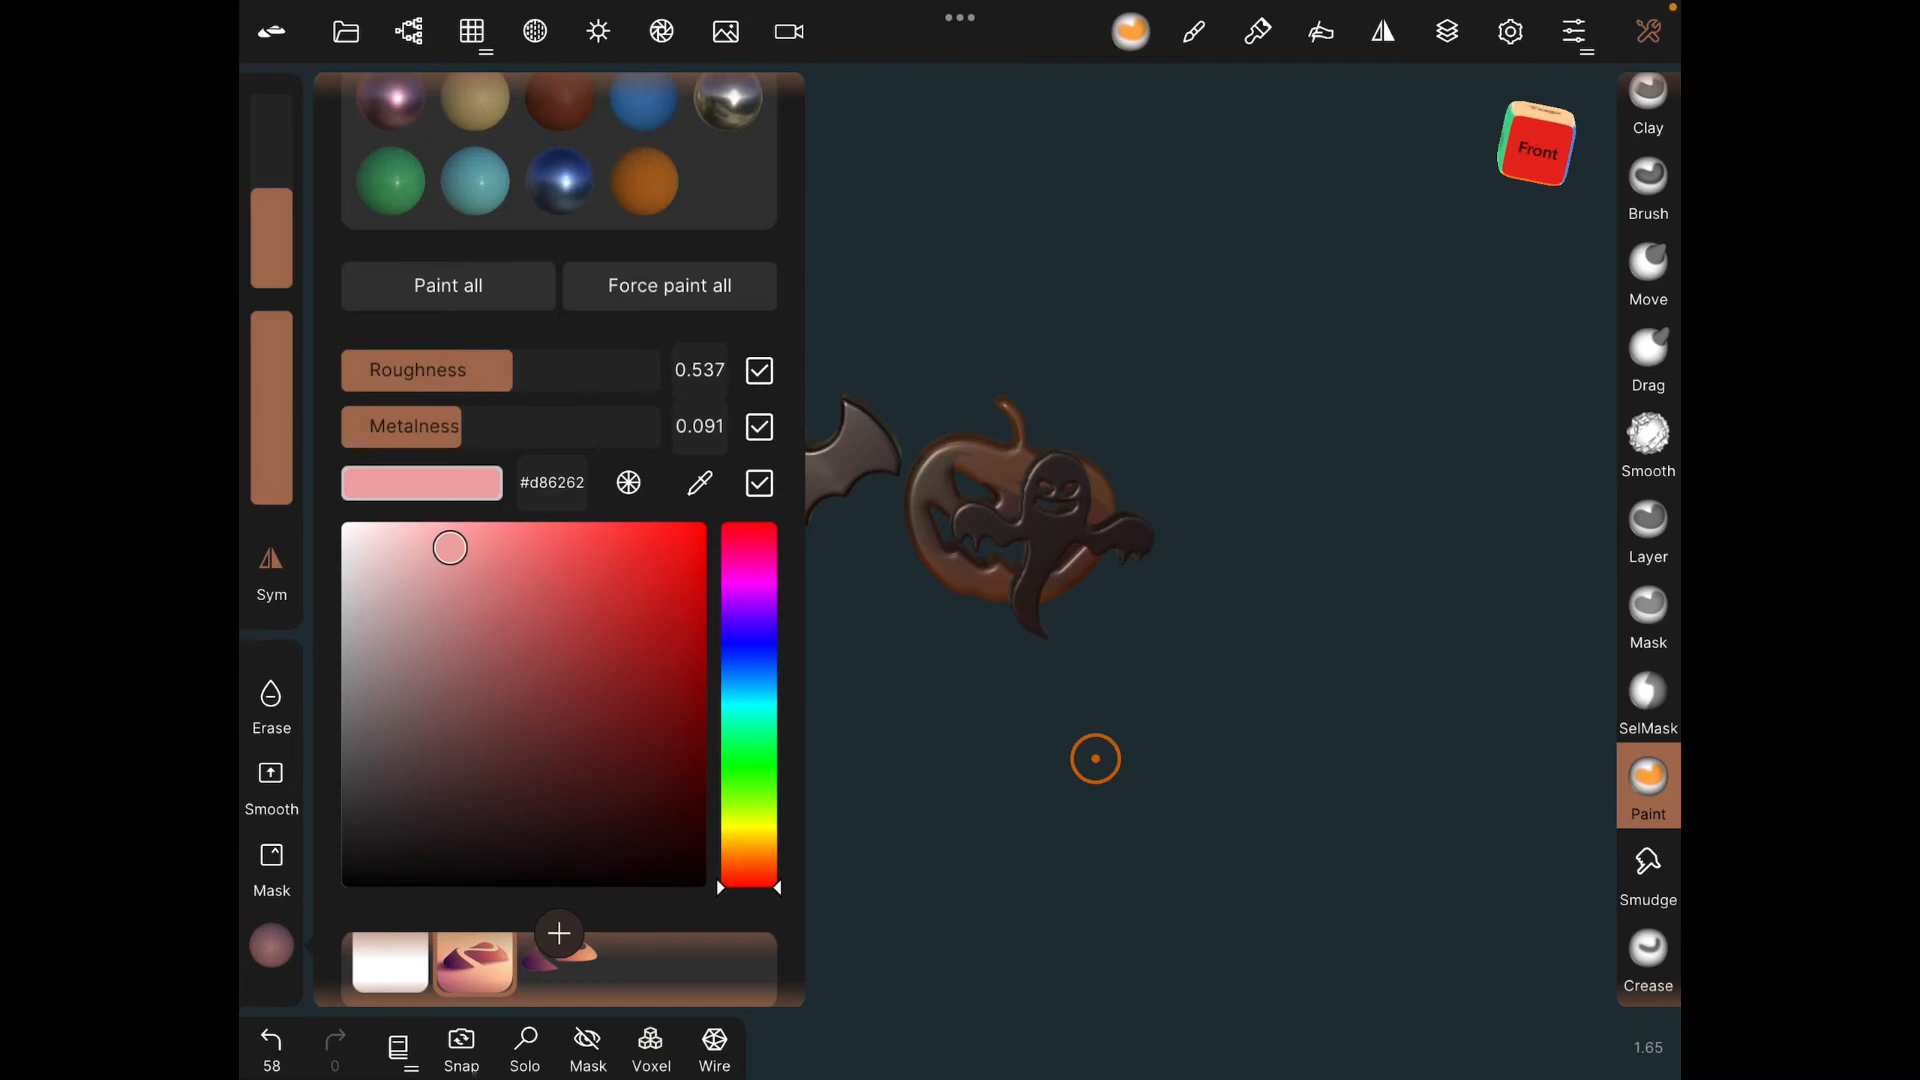 Front
Clay
Brush
Move
Drag
Smooth
Layer
Mask
SelMask
Paint
Smudge
Crease
Paint all
Force paint all
Roughness
0.537
Metalness
0.091
#d86262
Sym
Erase
Smooth
Mask
58
0
Snap
Solo
Mask
Voxel
Wire
1.65